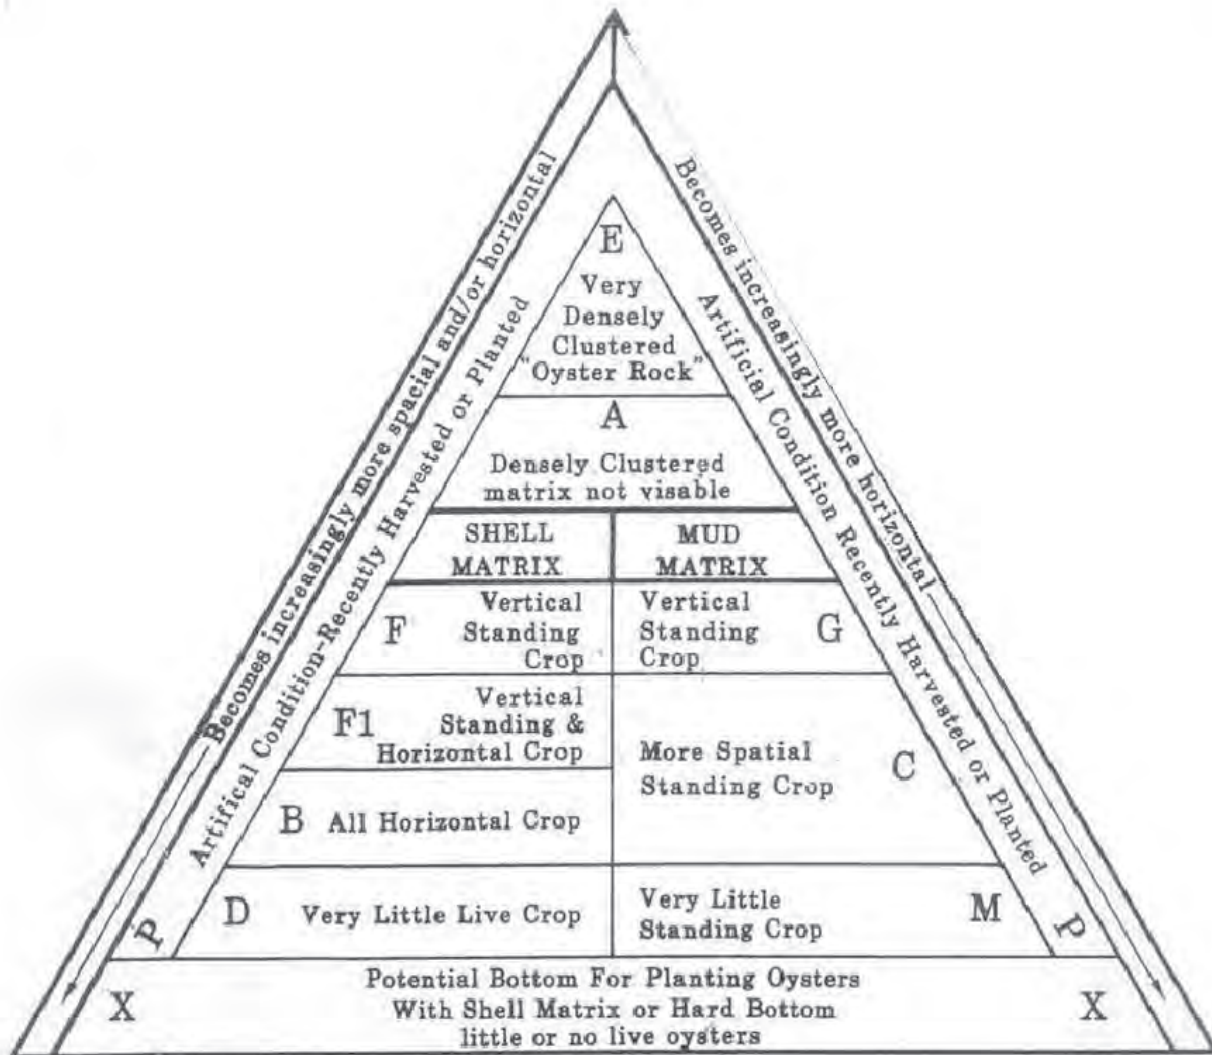 Becomes increasingly more spacial and/or horizontal
Artifical Condition-Recently Harvested or Planted
P
Becomes increasingly more horizontal
Artificial Condition Recently Harvested or Planted
P
E
Very
Densely
Clustered
"Oyster Rock"
A
Densely Clustered
matrix not visable
SHELL
MATRIX
MUD
MATRIX
F
Vertical
Standing
Crop
Vertical
Standing
Crop
G
F1
Vertical
Standing &
Horizontal Crop
More Spatial
Standing Crop
C
B All Horizontal Crop
D Very Little Live Crop
Very Little
Standing Crop
M
X
Potential Bottom For Planting Oysters
With Shell Matrix or Hard Bottom
little or no live oysters
X